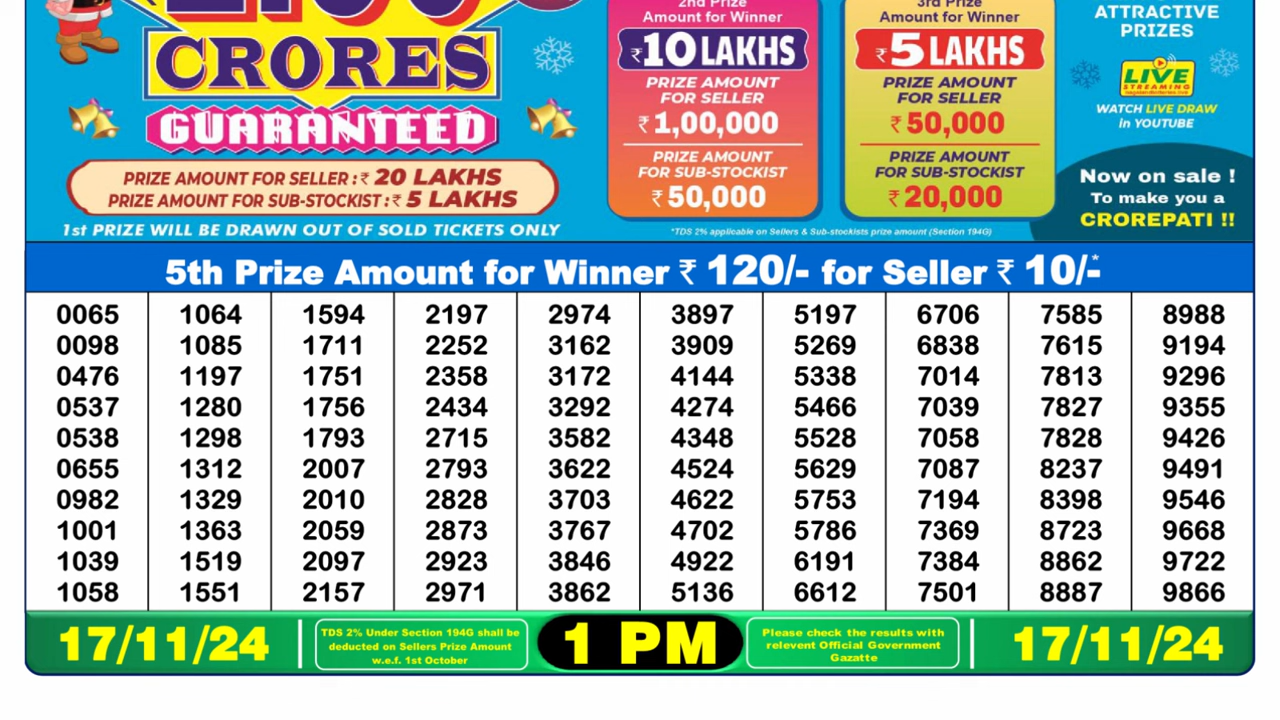 CRORES
GUARANTEED
PRIZE AMOUNT FOR SELLER :₹ 20 LAKHS
PRIZE AMOUNT FOR SUB-STOCKIST :₹ 5 LAKHS
1st PRIZE WILL BE DRAWN OUT OF SOLD TICKETS ONLY
2nd Prize
Amount for Winner
₹10 LAKHS
PRIZE AMOUNT
FOR SELLER
₹1,00,000
PRIZE AMOUNT
FOR SUB-STOCKIST
₹50,000
3rd Prize
Amount for Winner
₹5 LAKHS
PRIZE AMOUNT
FOR SELLER
₹50,000
PRIZE AMOUNT
FOR SUB-STOCKIST
₹20,000
*TDS 2% applicable on Sellers & Sub-stockists prize amount (Section 194G)
ATTRACTIVE
PRIZES
LIVE
STREAMING
WATCH LIVE DRAW
in YOUTUBE
Now on sale !
To make you a
CROREPATI !!
5th Prize Amount for Winner ₹ 120/- for Seller ₹ 10/-*
0065 1064 1594 2197 2974 3897 5197 6706 7585 8988
0098 1085 1711 2252 3162 3909 5269 6838 7615 9194
0476 1197 1751 2358 3172 4144 5338 7014 7813 9296
0537 1280 1756 2434 3292 4274 5466 7039 7827 9355
0538 1298 1793 2715 3582 4348 5528 7058 7828 9426
0655 1312 2007 2793 3622 4524 5629 7087 8237 9491
0982 1329 2010 2828 3703 4622 5753 7194 8398 9546
1001 1363 2059 2873 3767 4702 5786 7369 8723 9668
1039 1519 2097 2923 3846 4922 6191 7384 8862 9722
1058 1551 2157 2971 3862 5136 6612 7501 8887 9866
17/11/24
TDS 2% Under Section 194G shall be
deducted on Sellers Prize Amount
w.e.f. 1st October
1 PM
Please check the results with
relevent Official Government
Gazatte
17/11/24